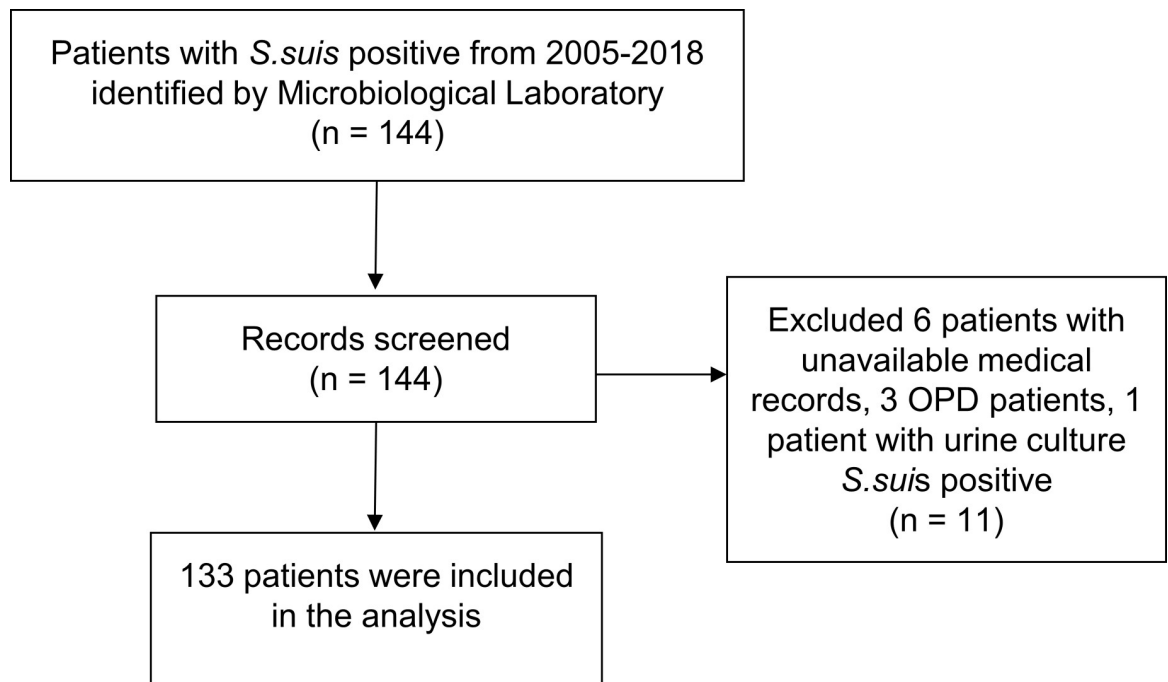 Patients with S.suis positive from 2005-2018
identified by Microbiological Laboratory
(n = 144)
Records screened
(n = 144)
Excluded 6 patients with
unavailable medical
records, 3 OPD patients, 1
patient with urine culture
S.suis positive
(n = 11)
133 patients were included
in the analysis